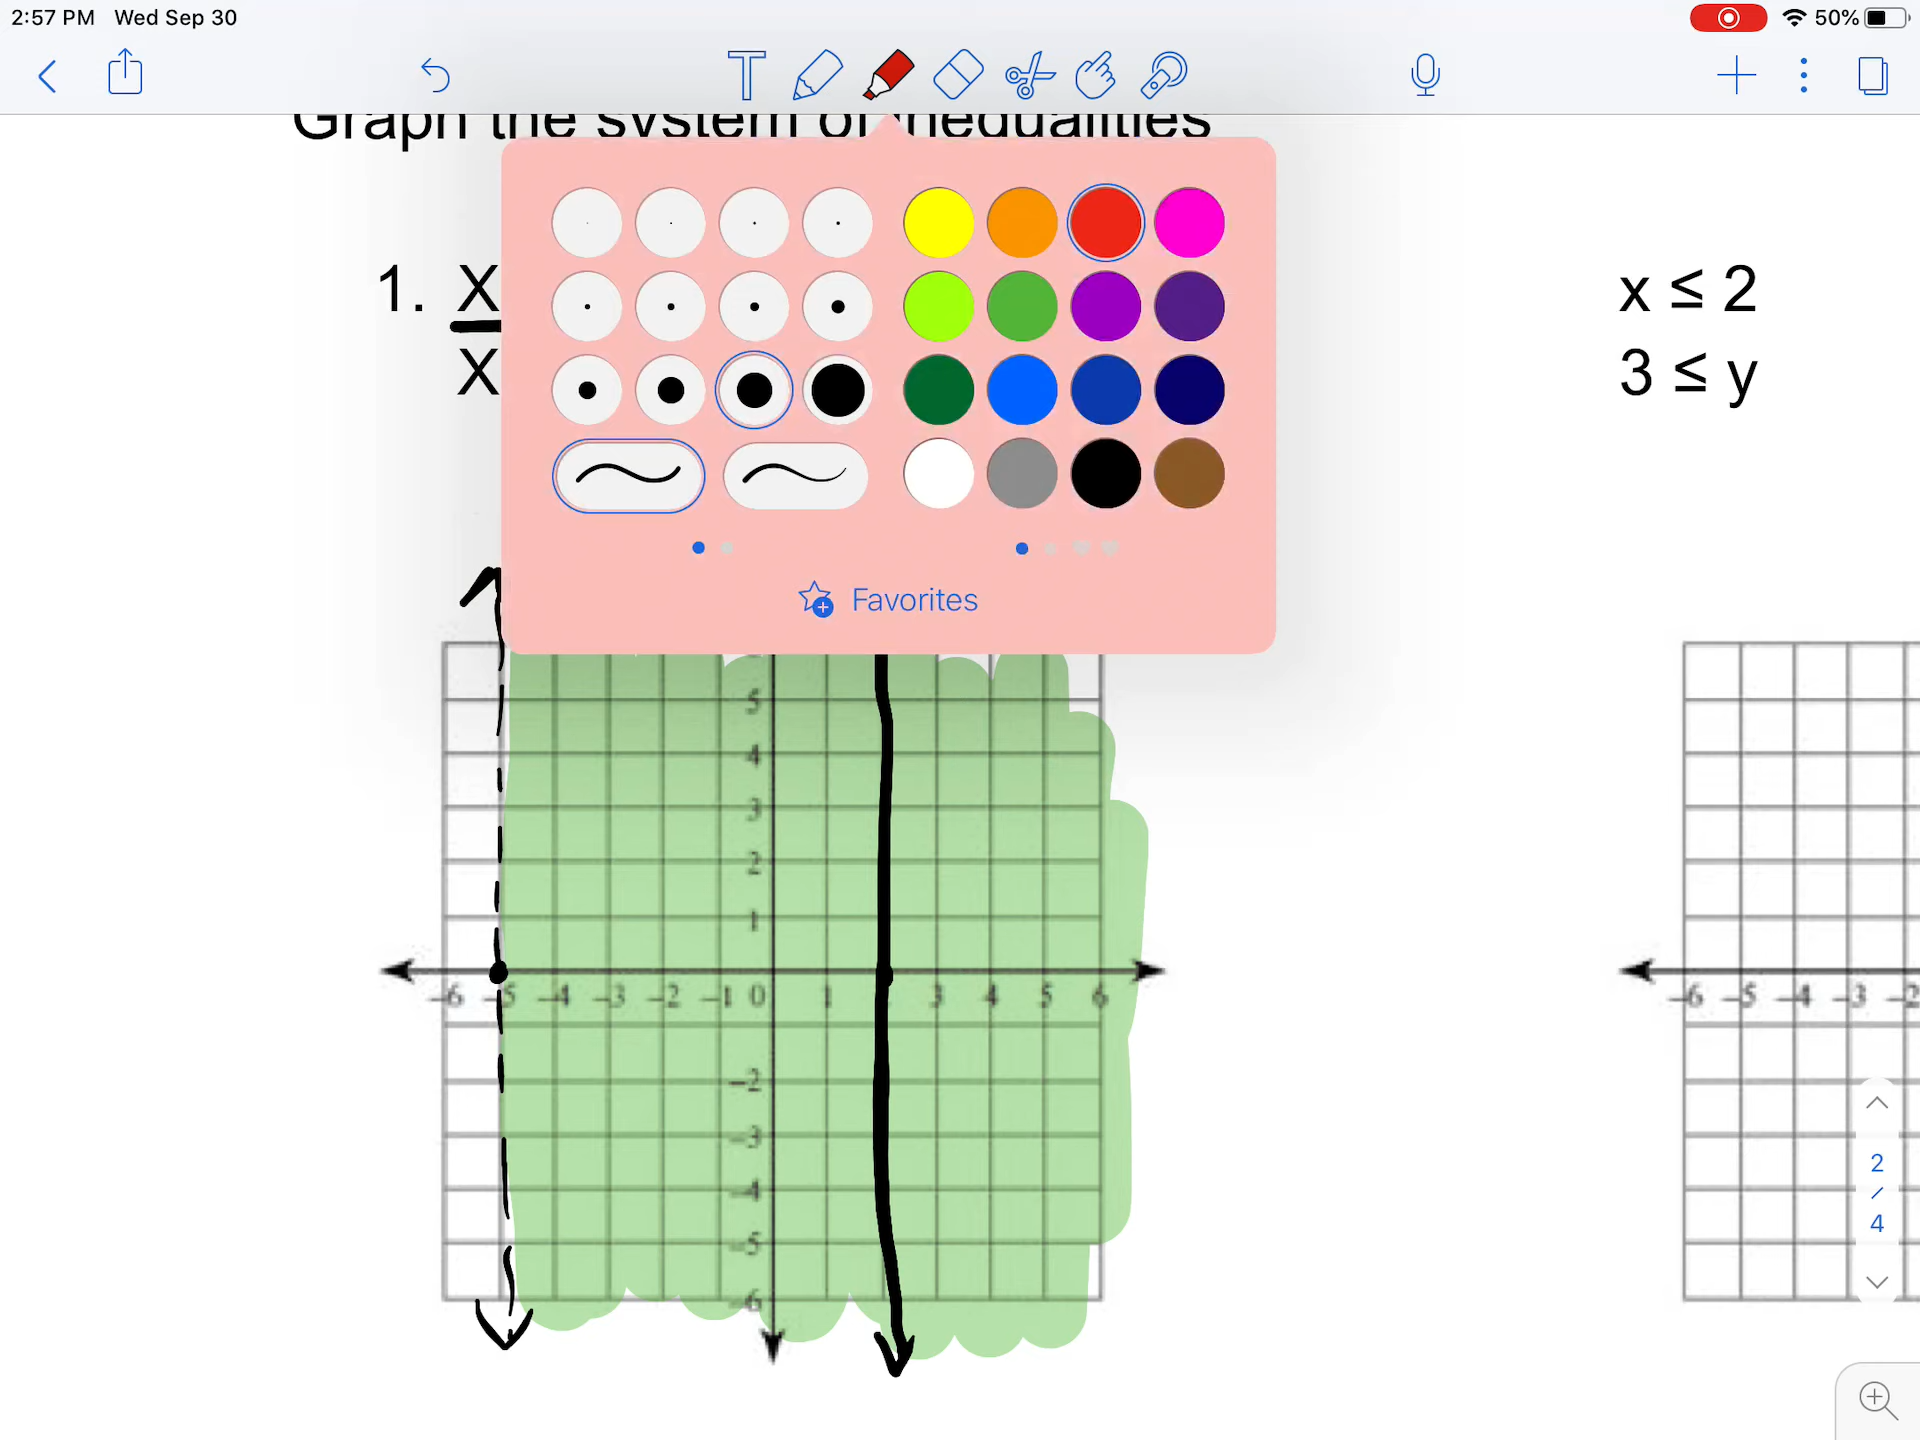 2:57 PM Wed Sep 30
50%
T
Graph the system of inequalities
1. X
X
x ≤ 2
3 ≤ y
Favorites
5
4
3
2
1
-6 -5 -4 -3 -2 -1 0 1 3 4 5 6
-2
-3
-4
-5
-6
-6 -5 -4 -3 -2
2
/
4